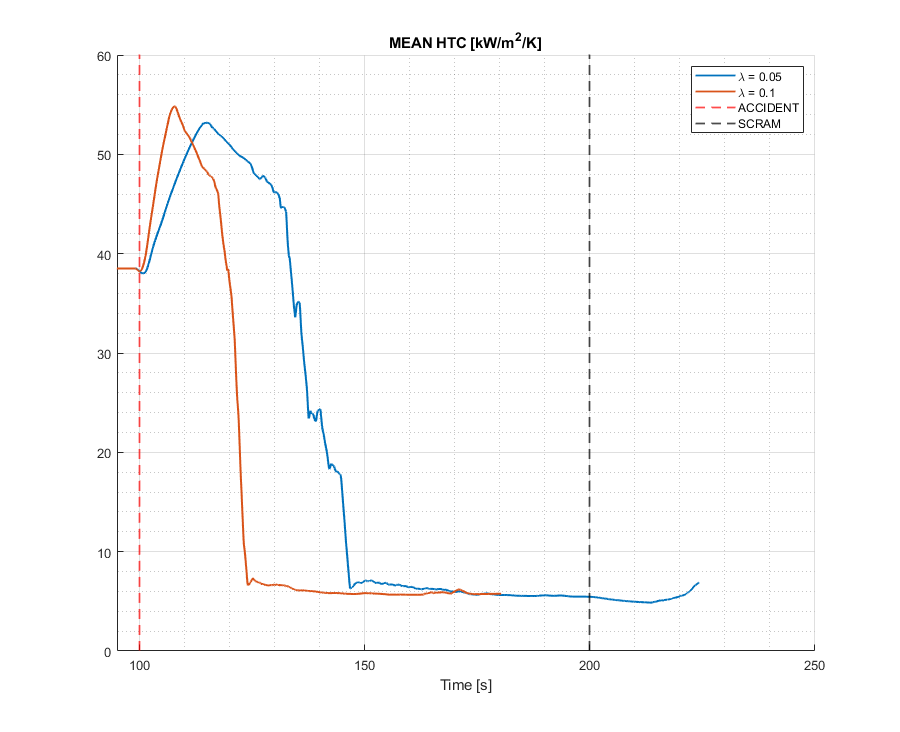 MEAN HTC [kW/m²/K]
60
50
40
30
20
10
0
λ = 0.05
λ = 0.1
ACCIDENT
SCRAM
100
150
200
250
Time [s]